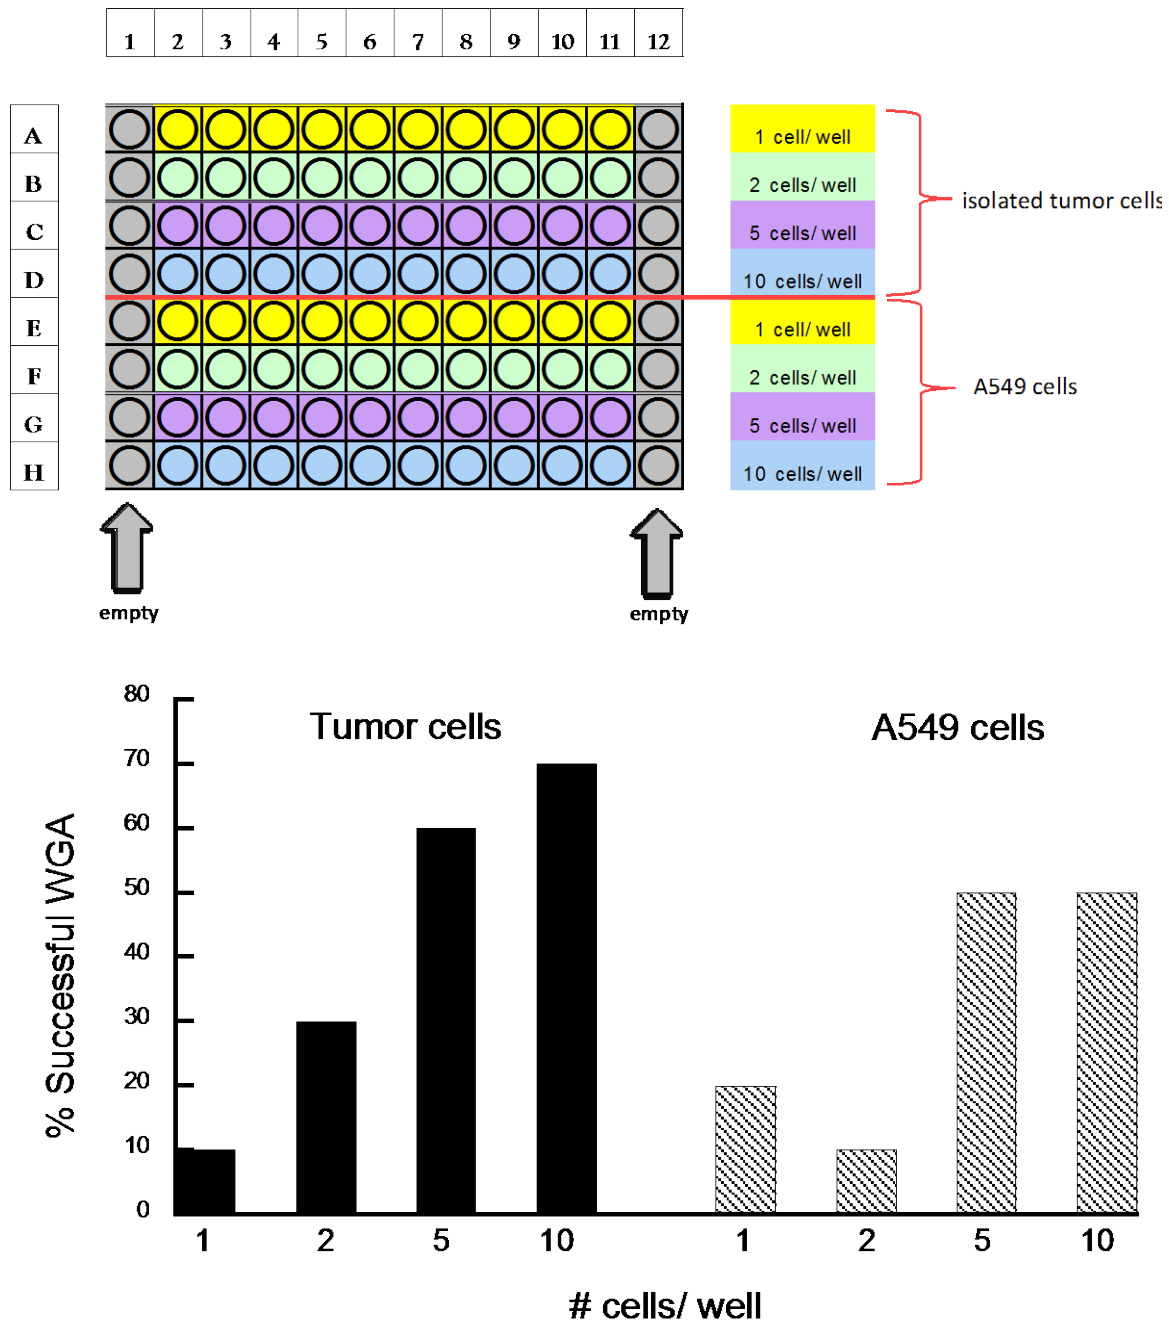 1 2 3 4 5 6 7 8 9 10 11 12
A
1 cell/ well
B
2 cells/ well
isolated tumor cells
C
5 cells/ well
D
10 cells/ well
E
1 cell/ well
F
2 cells/ well
A549 cells
G
5 cells/ well
H
10 cells/ well
empty
empty
80
Tumor cells
A549 cells
70
60
50
40
30
20
10
0
% Successful WGA
1 2 5 10 1 2 5 10
# cells/ well